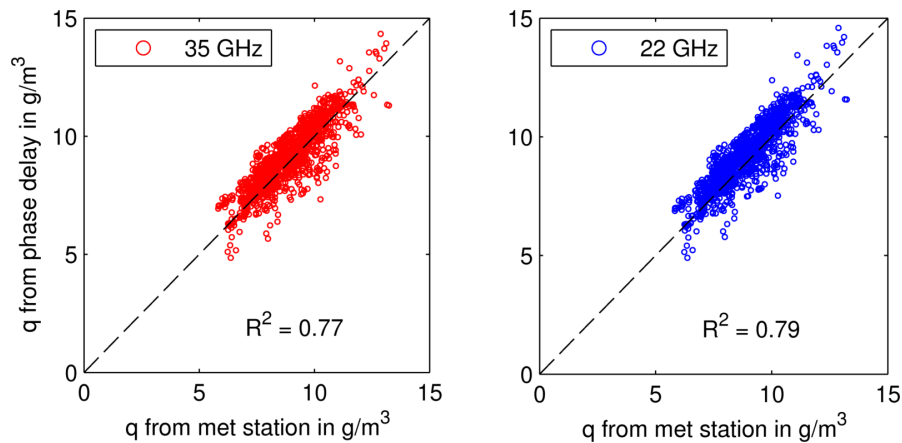 35 GHz
q from phase delay in g/m³
15
10
5
0
R² = 0.77
0 5 10 15
q from met station in g/m³
22 GHz
15
10
5
0
R² = 0.79
0 5 10 15
q from met station in g/m³